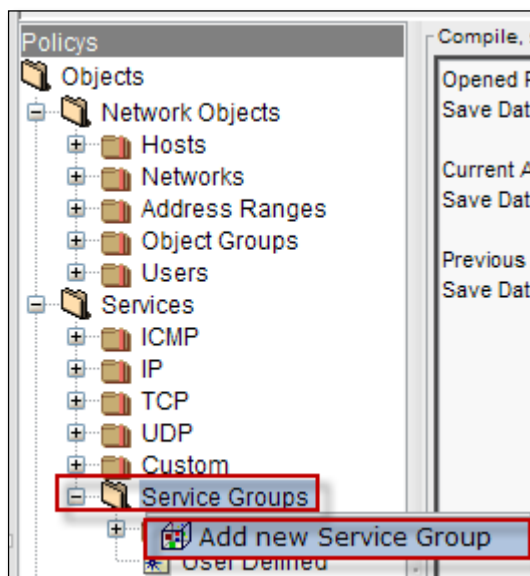 Policys
Objects
Network Objects
Hosts
Networks
Address Ranges
Object Groups
Users
Services
ICMP
IP
TCP
UDP
Custom
Service Groups
Add new Service Group
User Defined
Compile,
Opened
Save Dat
Current A
Save Dat
Previous
Save Dat